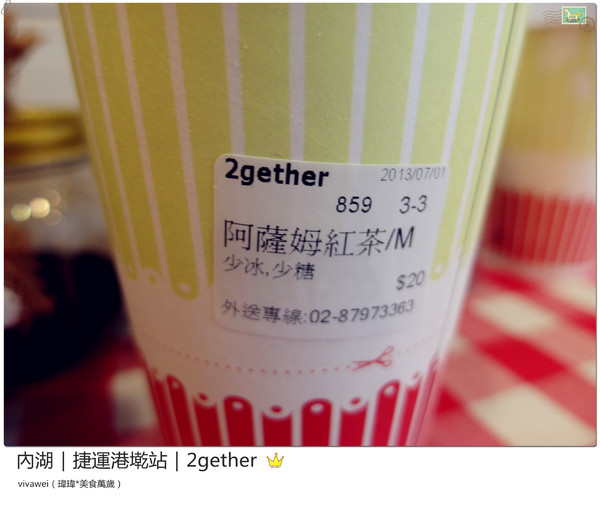 2gether
2013/07/01
859 3-3
阿薩姆紅茶/M
少冰,少糖
$20
外送專線:02-87973363
內湖｜捷運港墘站｜2gether
vivawei（瑋瑋*美食萬歲）